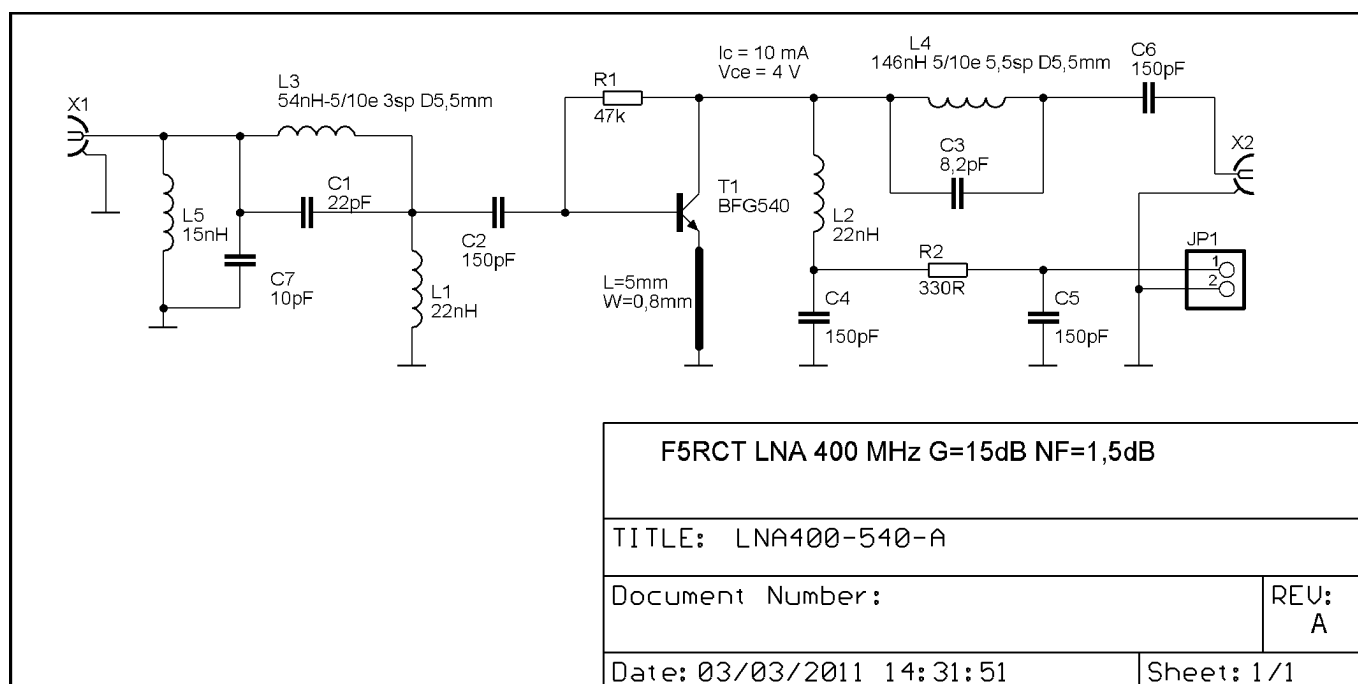 X1
L3
54nH-5/10e 3sp D5,5mm
R1
47k
Ic = 10 mA
Vce = 4 V
L4
146nH 5/10e 5,5sp D5,5mm
C6
150pF
X2
C1
22pF
L5
15nH
C7
10pF
C2
150pF
L1
22nH
T1
BFG540
L=5mm
W=0,8mm
C3
8,2pF
L2
22nH
R2
330R
C4
150pF
C5
150pF
JP1
1
2
F5RCT LNA 400 MHz G=15dB NF=1,5dB
TITLE: LNA400-540-A
Document Number:
REV:
A
Date: 03/03/2011 14:31:51
Sheet: 1/1